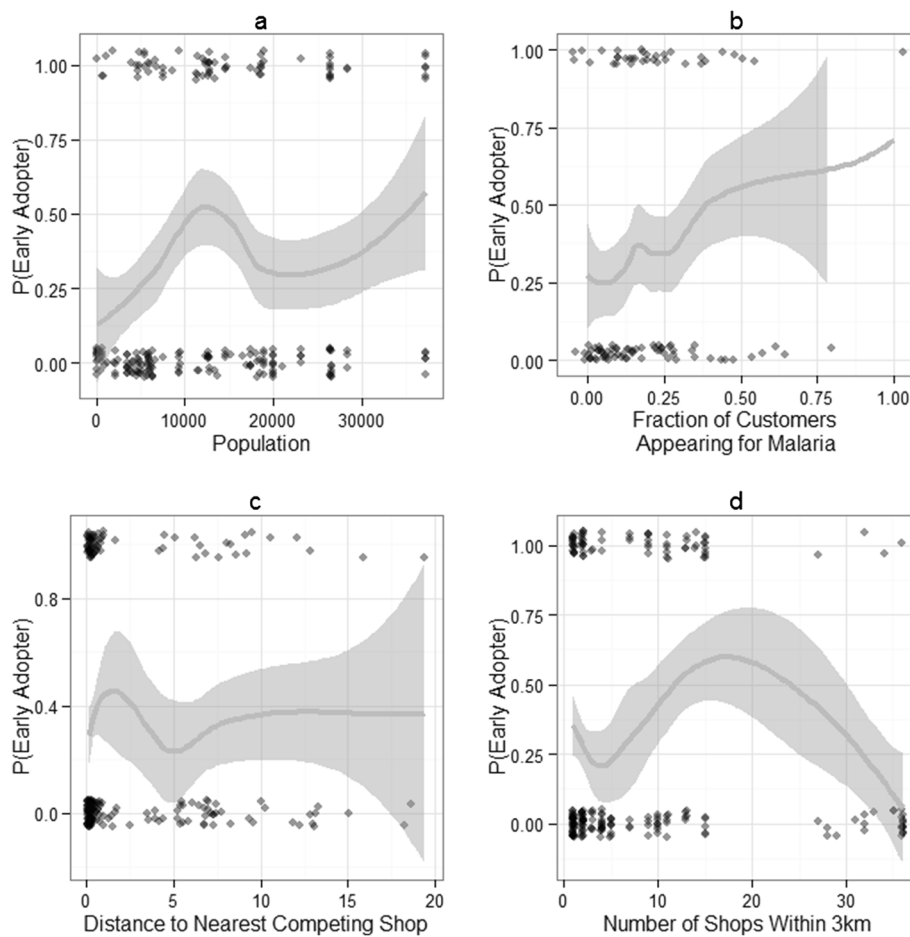 a
P(Early Adopter)
1.00
0.75
0.50
0.25
0.00
0
10000
20000
30000
Population
b
P(Early Adopter)
1.00
0.75
0.50
0.25
0.00
0.00
0.25
0.50
0.75
1.00
Fraction of Customers
Appearing for Malaria
c
P(Early Adopter)
0.8
0.4
0.0
0
5
10
15
20
Distance to Nearest Competing Shop
d
P(Early Adopter)
1.00
0.75
0.50
0.25
0.00
0
10
20
30
Number of Shops Within 3km